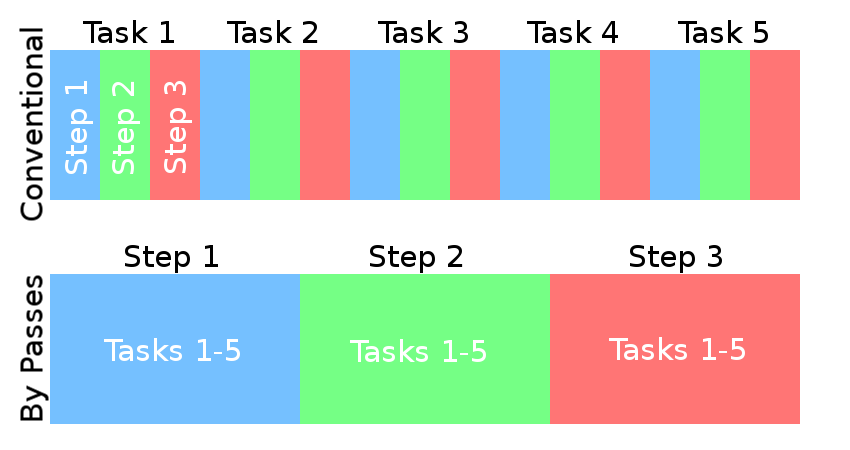 Conventional
Task 1
Task 2
Task 3
Task 4
Task 5
Step 1
Step 2
Step 3
By Passes
Step 1
Step 2
Step 3
Tasks 1-5
Tasks 1-5
Tasks 1-5